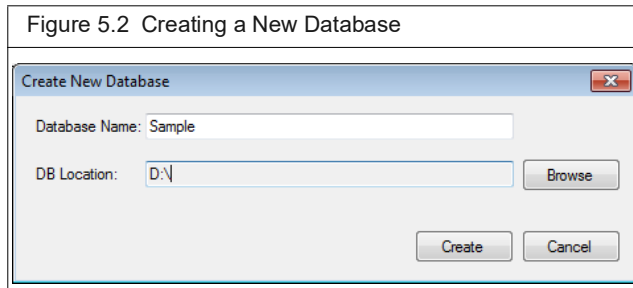 Figure 5.2 Creating a New Database
Create New Database
Database Name: Sample
DB Location: D:\
Browse
Create Cancel